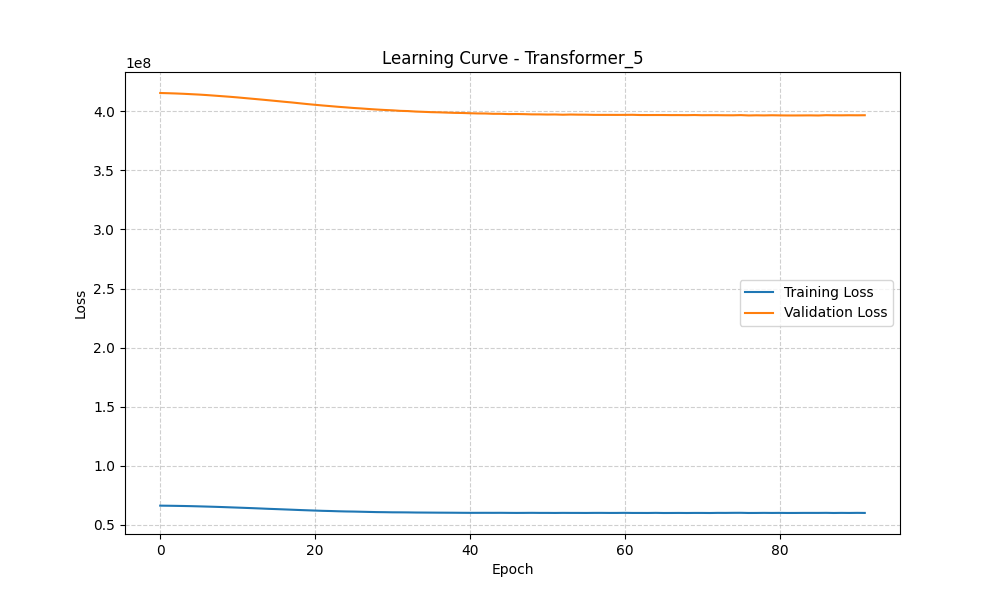 Learning Curve - Transformer_5
1e8
4.0
3.5
3.0
2.5
2.0
1.5
1.0
0.5
Loss
Training Loss
Validation Loss
0 20 40 60 80
Epoch